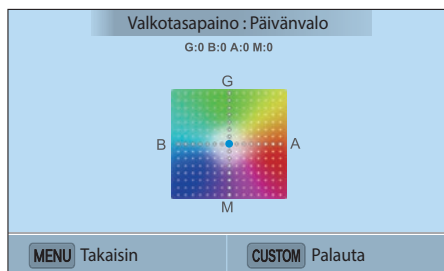 Valkotasapaino : Päivänvalo
G:0 B:0 A:0 M:0
G
B A
M
MENU Takaisin CUSTOM Palauta